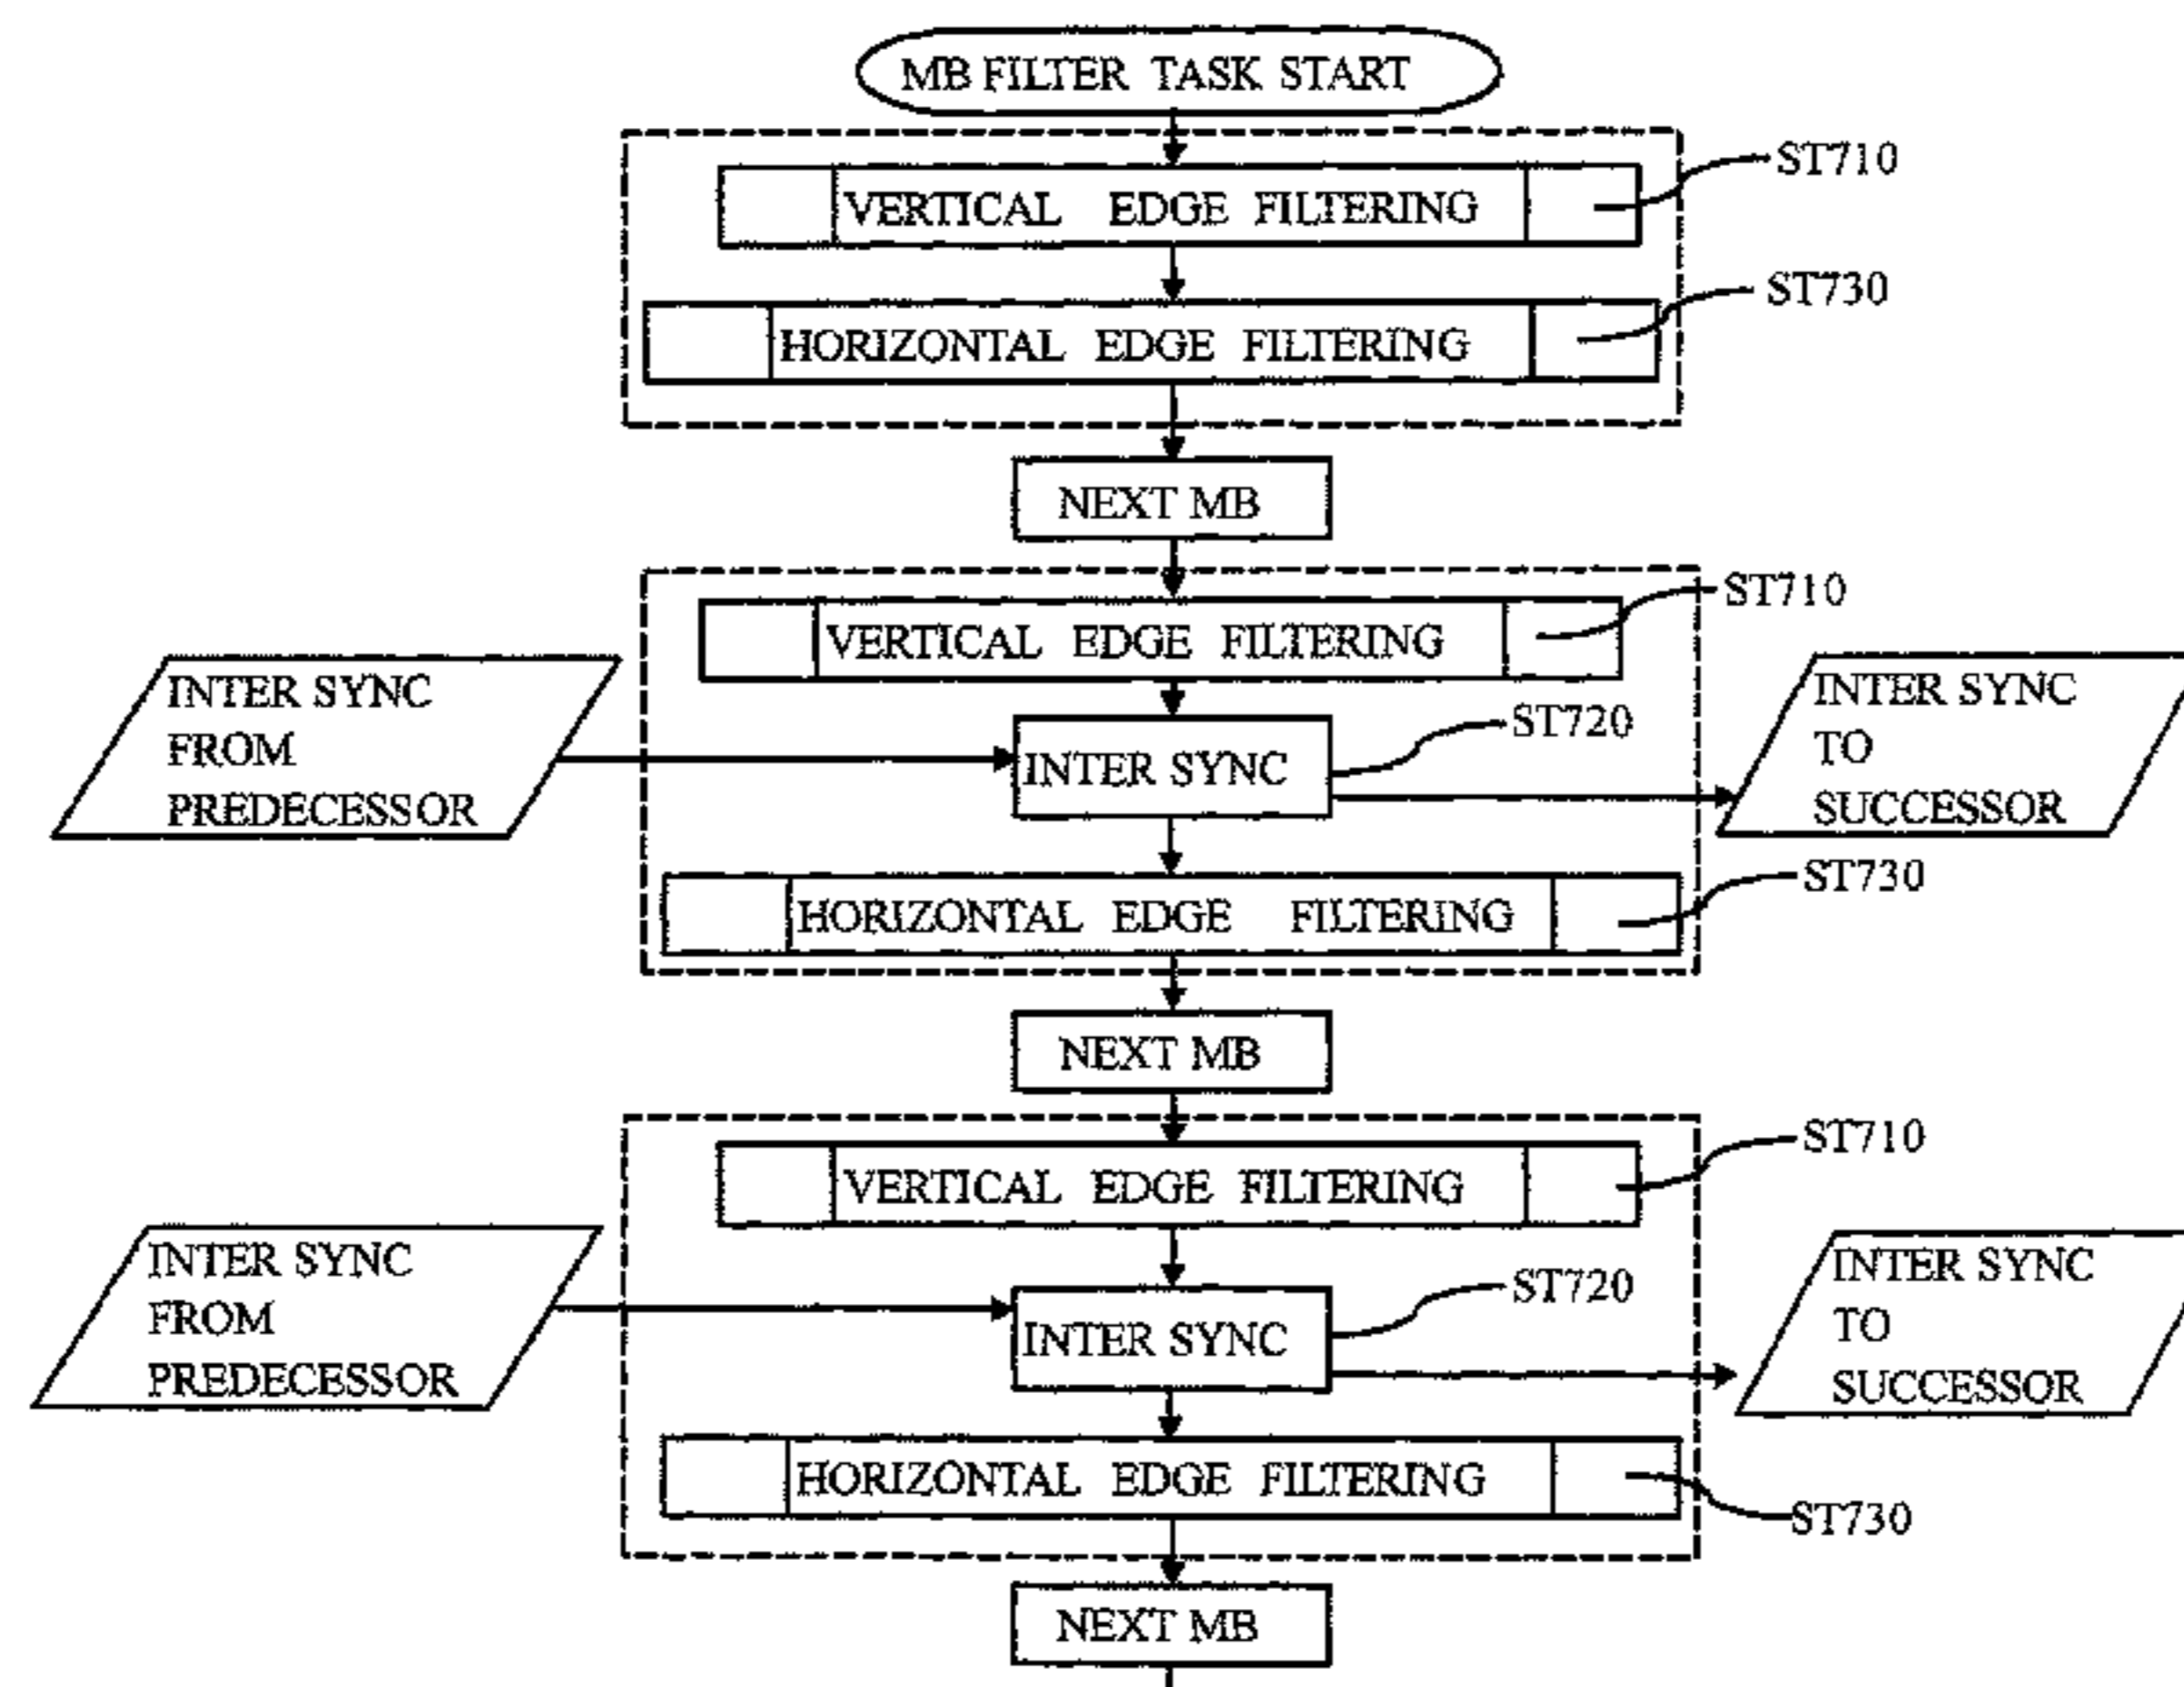 MB FILTER TASK START
ST710
VERTICAL EDGE FILTERING
ST730
HORIZONTAL EDGE FILTERING
NEXT MB
ST710
VERTICAL EDGE FILTERING
INTER SYNC
FROM
PREDECESSOR
ST720
INTER SYNC
INTER SYNC
TO
SUCCESSOR
ST730
HORIZONTAL EDGE FILTERING
NEXT MB
ST710
VERTICAL EDGE FILTERING
INTER SYNC
FROM
PREDECESSOR
ST720
INTER SYNC
INTER SYNC
TO
SUCCESSOR
HORIZONTAL EDGE FILTERING
ST730
NEXT MB